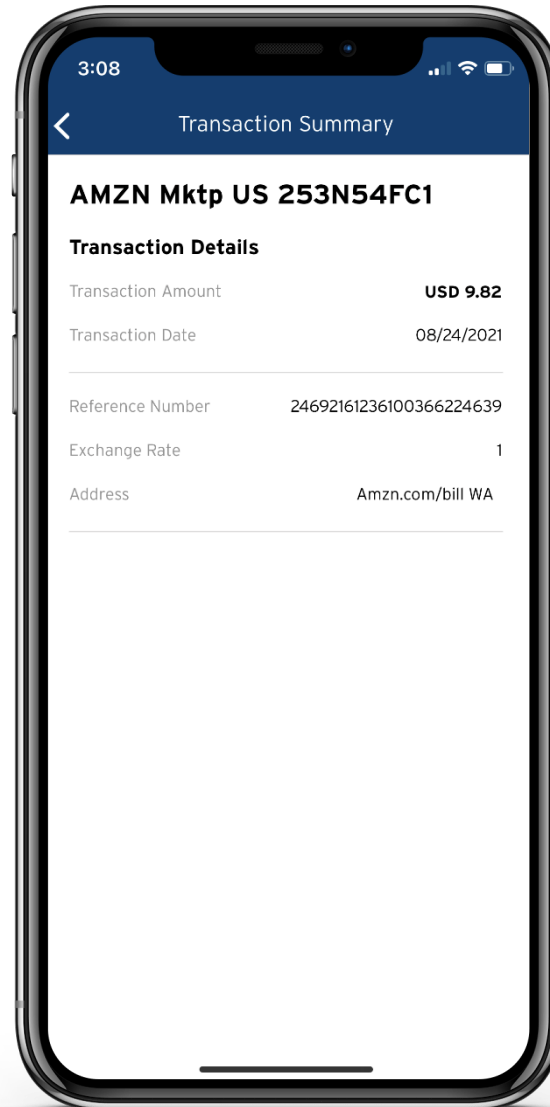 3:08
Transaction Summary
AMZN Mktp US 253N54FC1
Transaction Details
Transaction Amount USD 9.82
Transaction Date 08/24/2021
Reference Number 24692161236100366224639
Exchange Rate 1
Address Amzn.com/bill WA